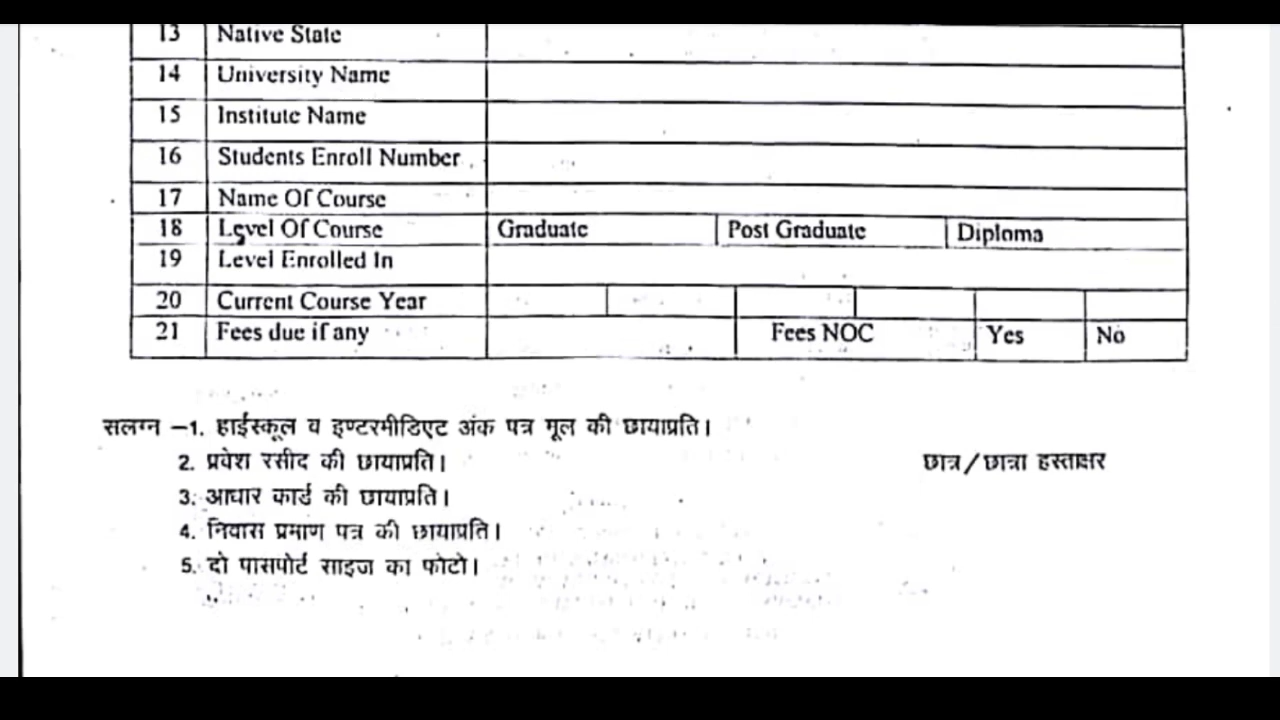 13 Native State
14 University Name
15 Institute Name
16 Students Enroll Number
17 Name Of Course
18 Level Of Course Graduate Post Graduate Diploma
19 Level Enrolled In
20 Current Course Year
21 Fees due if any Fees NOC Yes No
सलग्न –1. हाईस्कूल व इण्टरमीडिएट अंक पत्र मूल की छायाप्रति।
2. प्रवेश रसीद की छायाप्रति।
छात्र/छात्रा हस्ताक्षर
3. आधार कार्ड की छायाप्रति।
4. निवास प्रमाण पत्र की छायाप्रति।
5. दो पासपोर्ट साइज का फोटो।